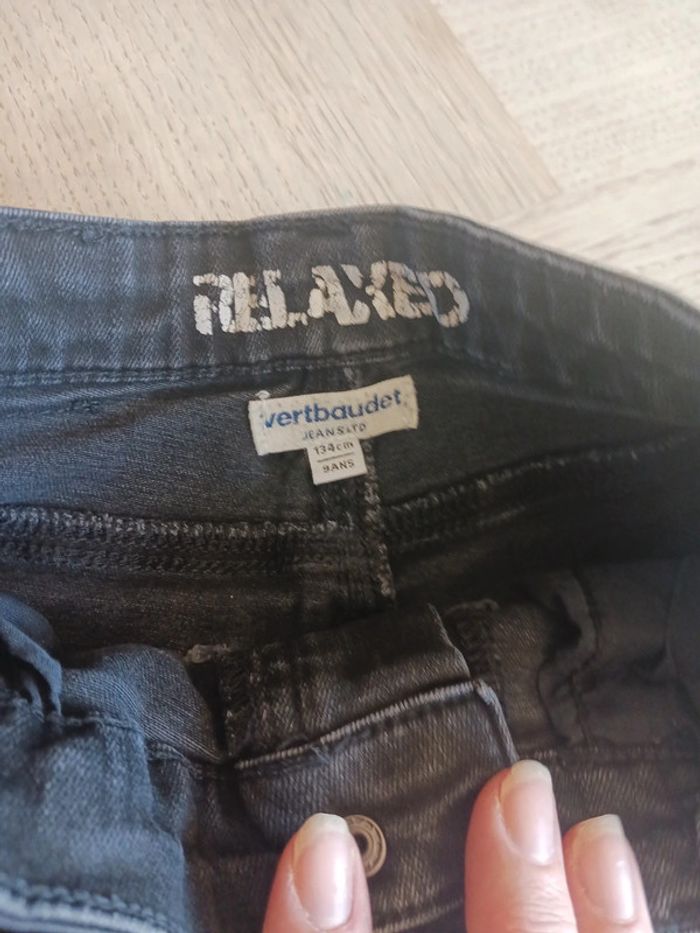 RELAXED
vertbaudet.
JEANS LTD
134cm
9ANS